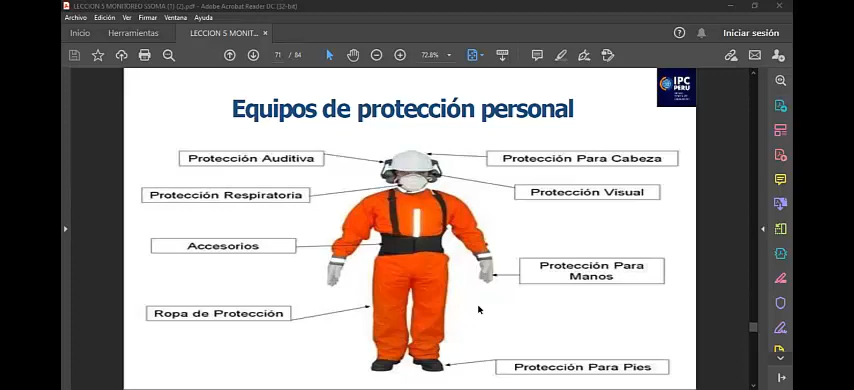 LECCION 5 MONITOREO SSOMA (1) (2).pdf - Adobe Acrobat Reader DC (32-bit)
Archivo Edición Ver Firmar Ventana Ayuda
Inicio Herramientas LECCION 5 MONIT... × Iniciar sesión
71 / 84 72.8%
IPC
PERU
Equipos de protección personal
Protección Auditiva
Protección Para Cabeza
Protección Respiratoria
Protección Visual
Accesorios
Protección Para
Manos
Ropa de Protección
Protección Para Pies